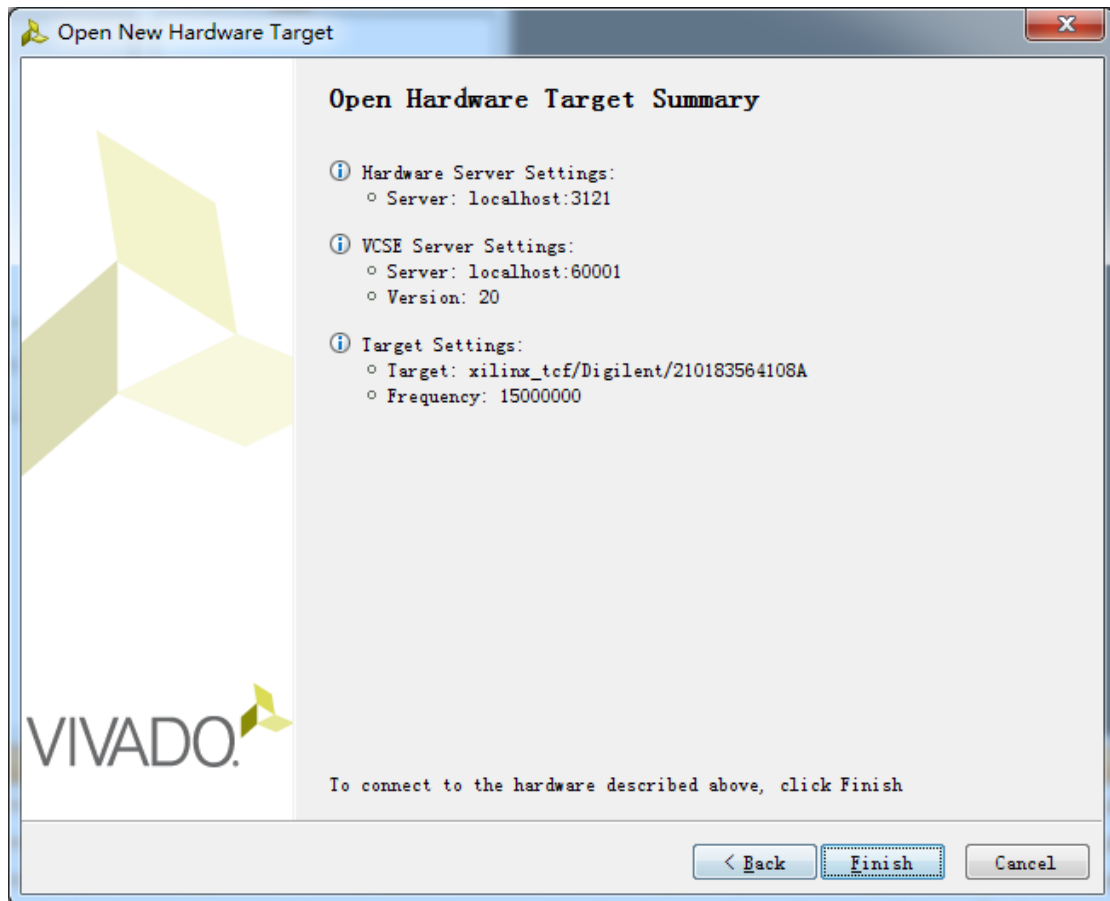 Open New Hardware Target
Open Hardware Target Summary
Hardware Server Settings:
Server: localhost:3121
VCSE Server Settings:
Server: localhost:60001
Version: 20
Target Settings:
Target: xilinx_tcf/Digilent/210183564108A
Frequency: 15000000
VIVADO.
To connect to the hardware described above, click Finish
< Back
Finish
Cancel